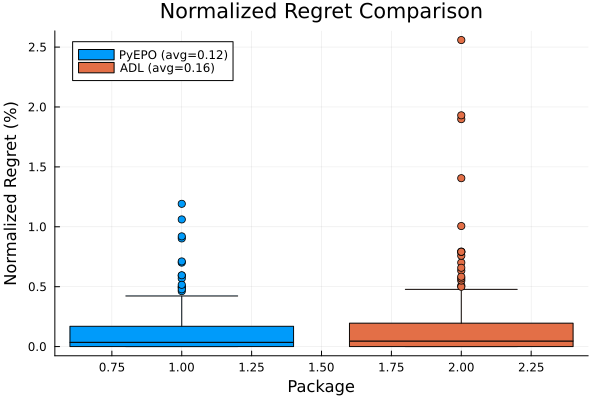 Normalized Regret Comparison
Normalized Regret (%)
2.5
2.0
1.5
1.0
0.5
0.0
PyEPO (avg=0.12)
ADL (avg=0.16)
0.75 1.00 1.25 1.50 1.75 2.00 2.25
Package